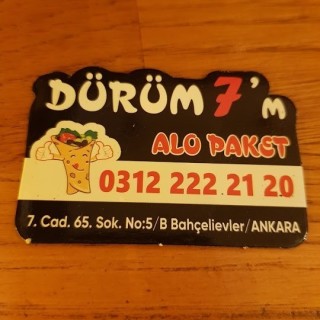 DÜRÜM 7'M
ALO PAKET
0312 222 21 20
7. Cad. 65. Sok. No:5/B Bahçelievler/ANKARA